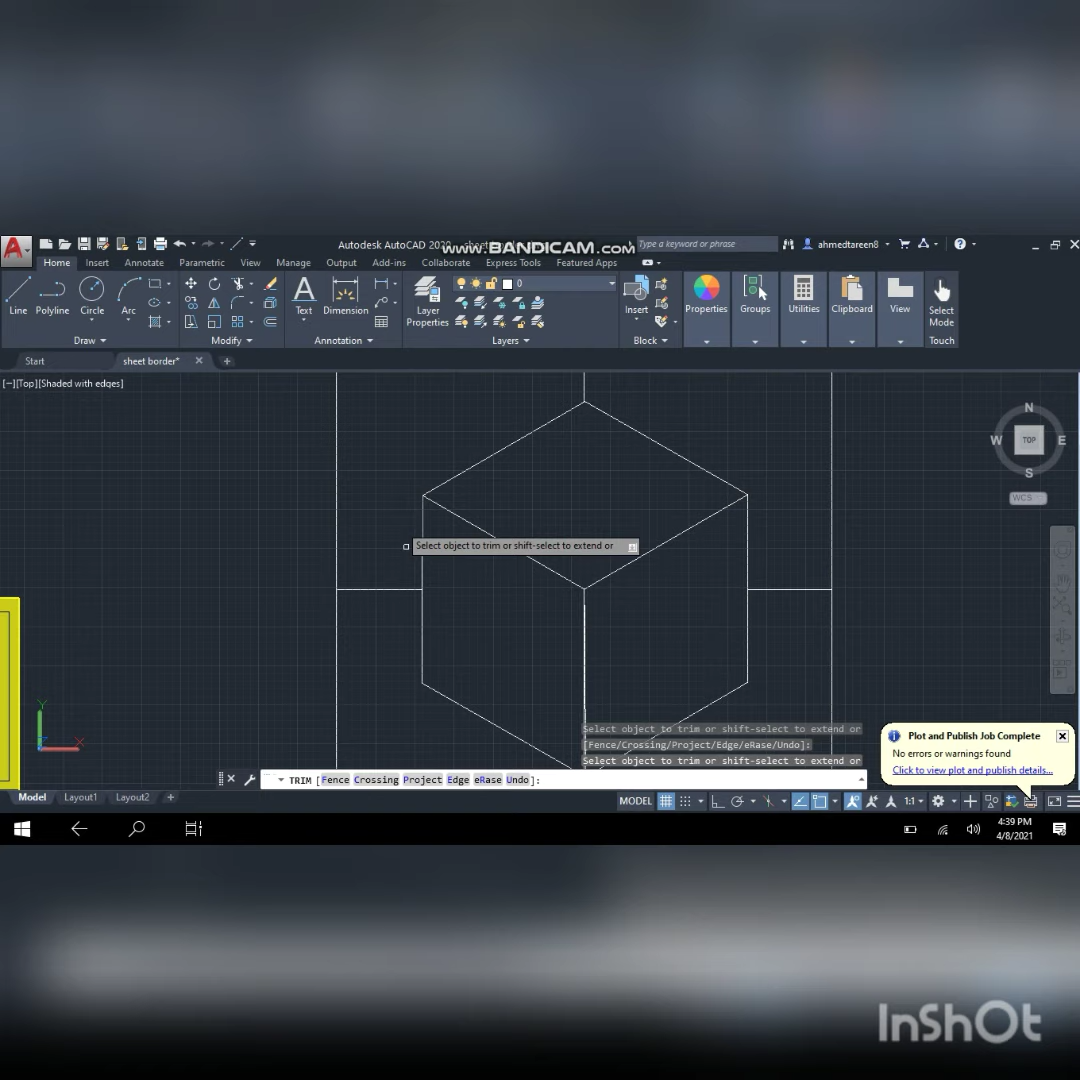 Autodesk AutoCAD 2020
www.BANDICAM.com
Type a keyword or phrase
ahmedtareen8
Home Insert Annotate Parametric View Manage Output Add-ins Collaborate Express Tools Featured Apps
0
Line Polyline Circle Arc
Text Dimension
Layer Properties
Insert
Properties Groups Utilities Clipboard View Select Mode
Draw Modify Annotation Layers Block Touch
Start sheet border*
[−][Top][Shaded with edges]
N
W TOP E
S
WCS
Select object to trim or shift-select to extend or
Y
X
Select object to trim or shift-select to extend or
[Fence/Crossing/Project/Edge/eRase/Undo]:
Select object to trim or shift-select to extend or
TRIM [Fence Crossing Project Edge eRase Undo]:
Plot and Publish Job Complete
No errors or warnings found
Click to view plot and publish details...
Model Layout1 Layout2
MODEL 1:1
4:39 PM
4/8/2021
InShOt